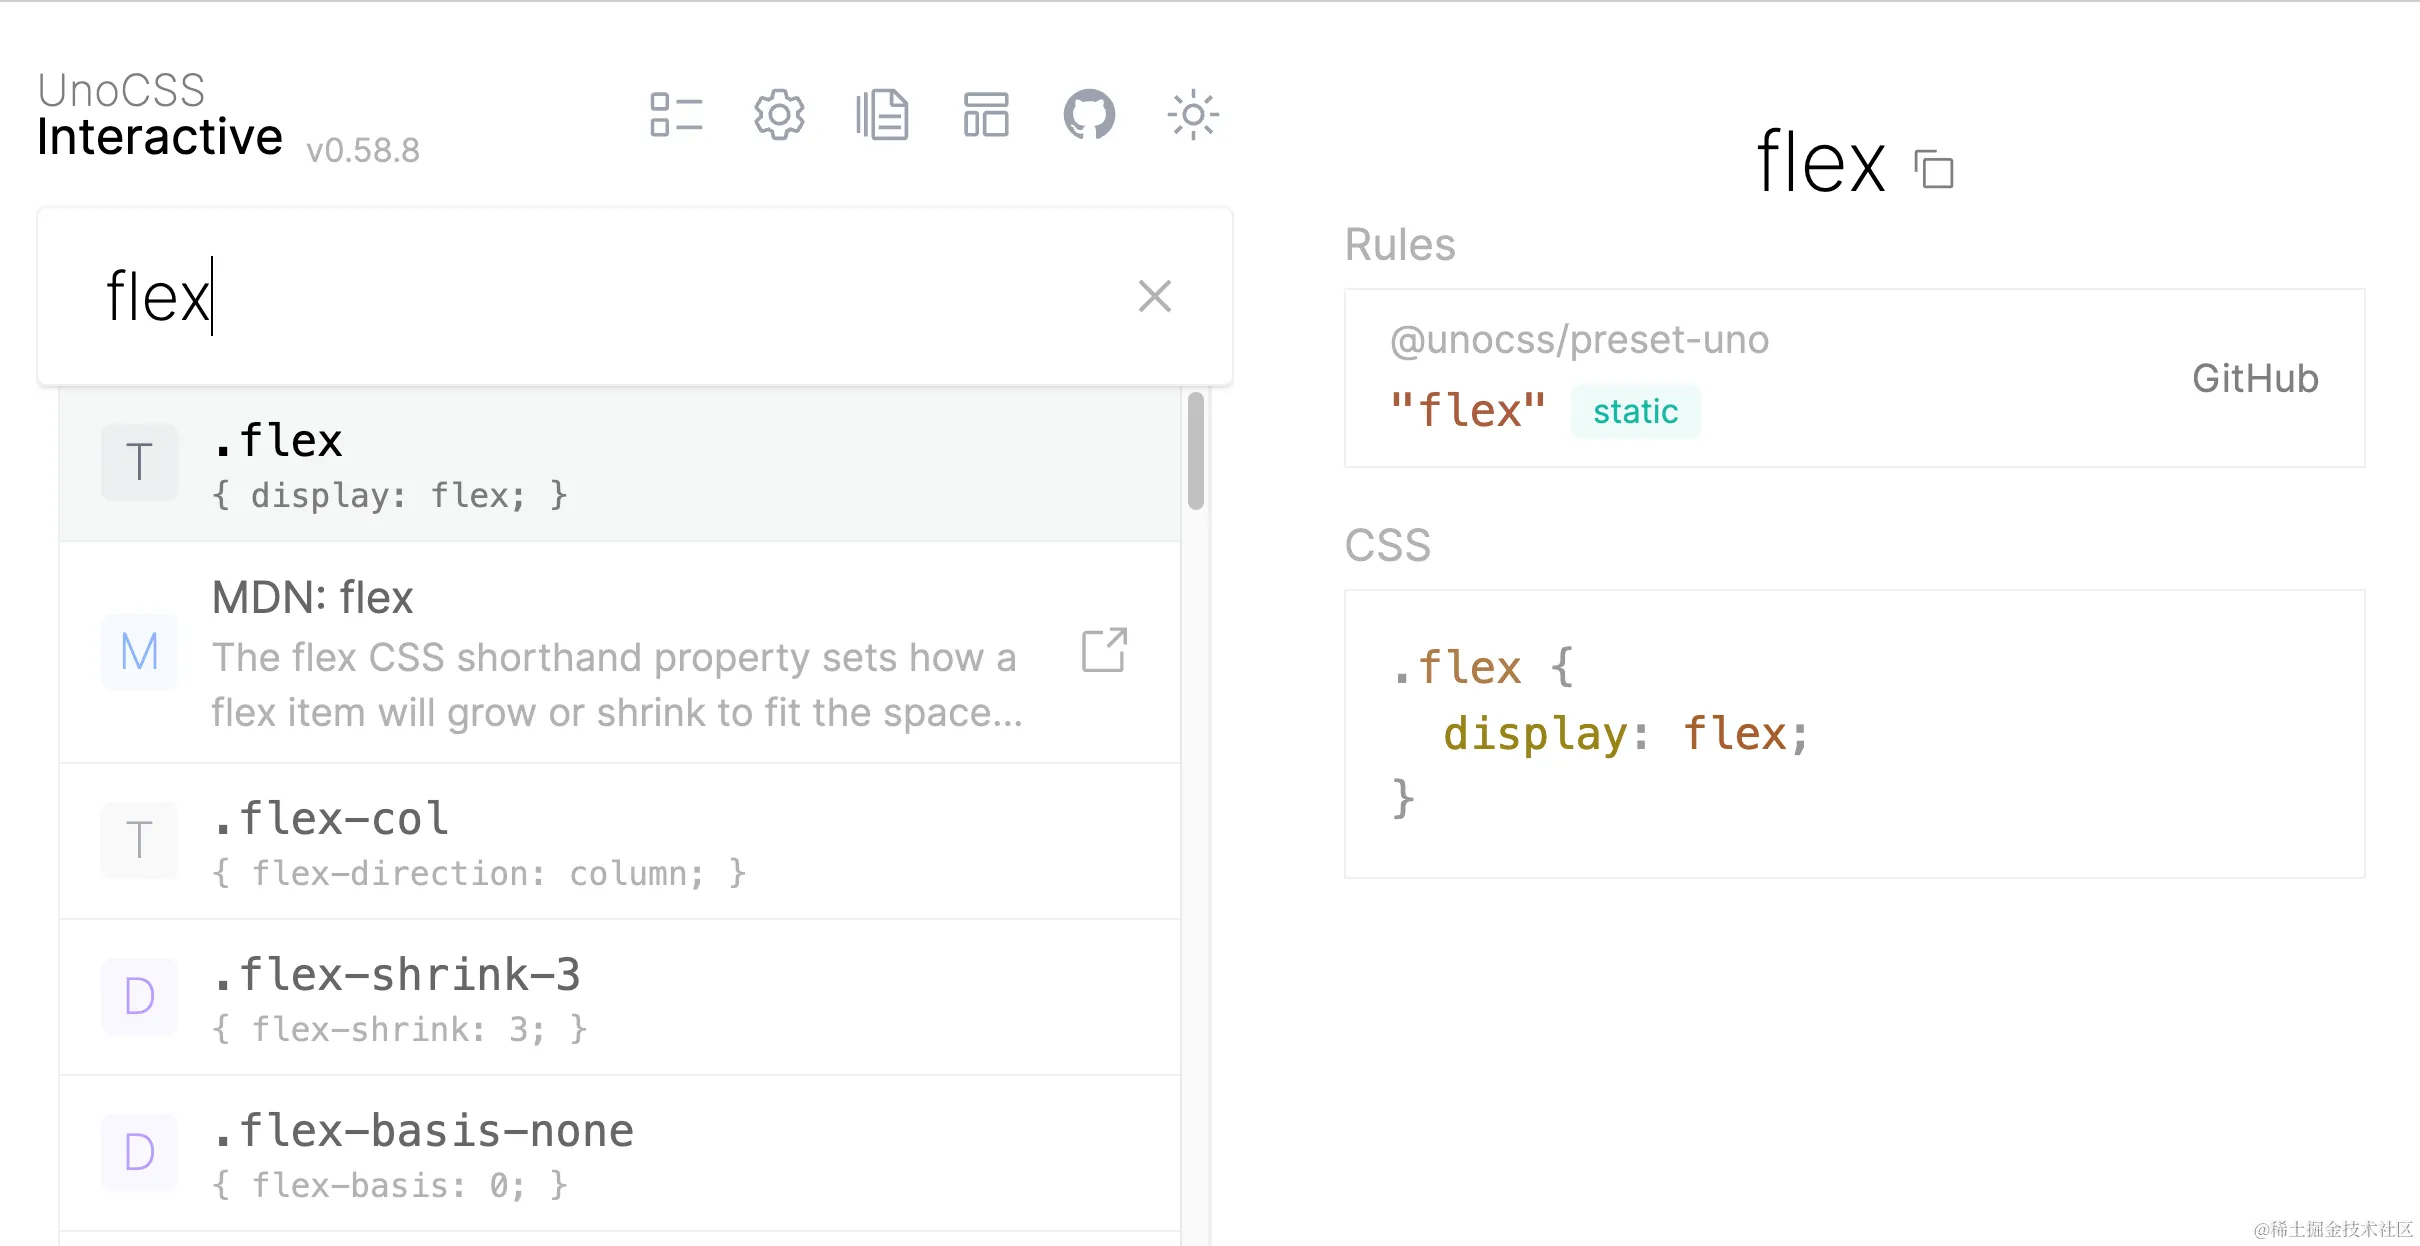 UnoCSS
Interactive v0.58.8
flex
T
.flex
{ display: flex; }
M
MDN: flex
The flex CSS shorthand property sets how a
flex item will grow or shrink to fit the space...
T
.flex-col
{ flex-direction: column; }
D
.flex-shrink-3
{ flex-shrink: 3; }
D
.flex-basis-none
{ flex-basis: 0; }
flex
Rules
@unocss/preset-uno
"flex" static
GitHub
CSS
.flex {
  display: flex;
}
@稀土掘金技术社区